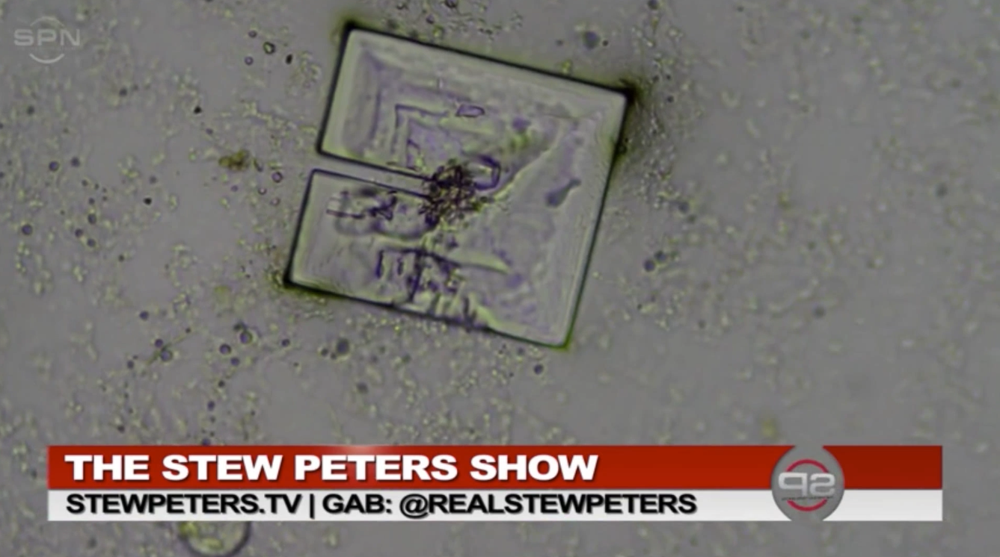 SPN
THE STEW PETERS SHOW
STEWPETERS.TV | GAB: @REALSTEWPETERS